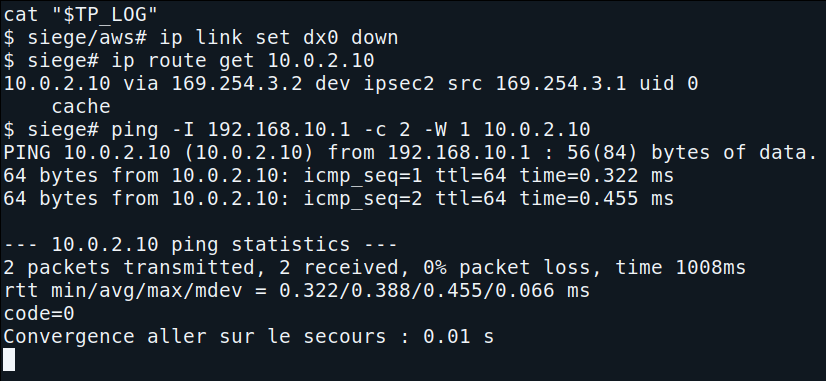 cat "$TP_LOG"
$ siege/aws# ip link set dx0 down
$ siege# ip route get 10.0.2.10
10.0.2.10 via 169.254.3.2 dev ipsec2 src 169.254.3.1 uid 0
    cache
$ siege# ping -I 192.168.10.1 -c 2 -W 1 10.0.2.10
PING 10.0.2.10 (10.0.2.10) from 192.168.10.1 : 56(84) bytes of data.
64 bytes from 10.0.2.10: icmp_seq=1 ttl=64 time=0.322 ms
64 bytes from 10.0.2.10: icmp_seq=2 ttl=64 time=0.455 ms

--- 10.0.2.10 ping statistics ---
2 packets transmitted, 2 received, 0% packet loss, time 1008ms
rtt min/avg/max/mdev = 0.322/0.388/0.455/0.066 ms
code=0
Convergence aller sur le secours : 0.01 s